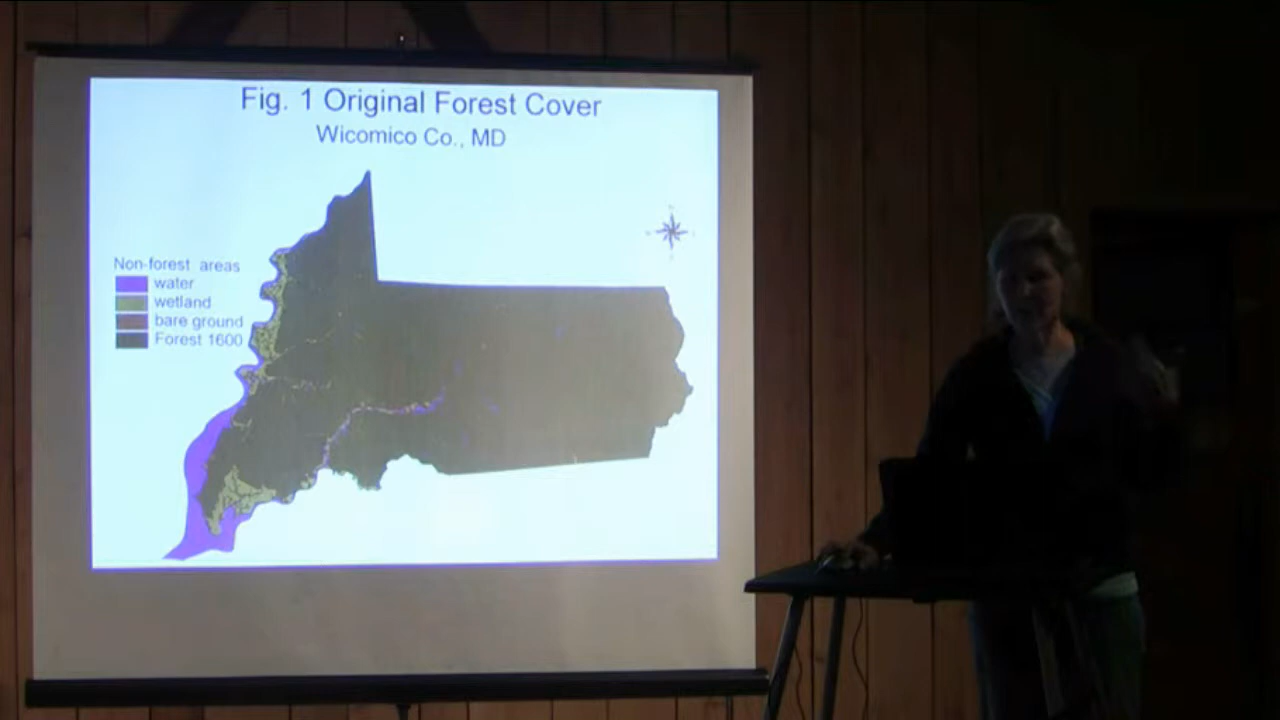 Fig. 1 Original Forest Cover
Wicomico Co., MD
Non-forest areas
water
wetland
bare ground
Forest 1600